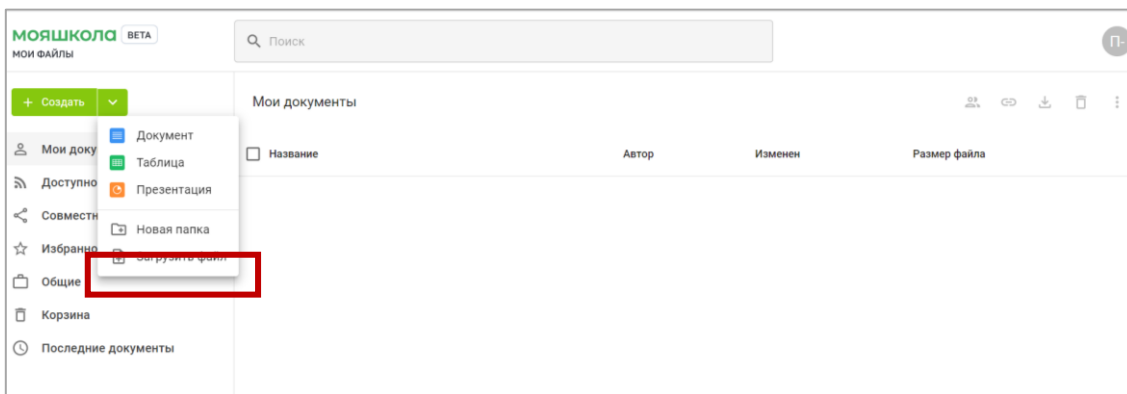 МОЯШКОЛА BETA
МОИ ФАЙЛЫ
Поиск
П-
+ Создать
Мои документы
Документ
Таблица
Презентация
Новая папка
Загрузить файл
Мои доку
Доступно
Совместн
Избранно
Общие
Корзина
Последние документы
Название Автор Изменен Размер файла